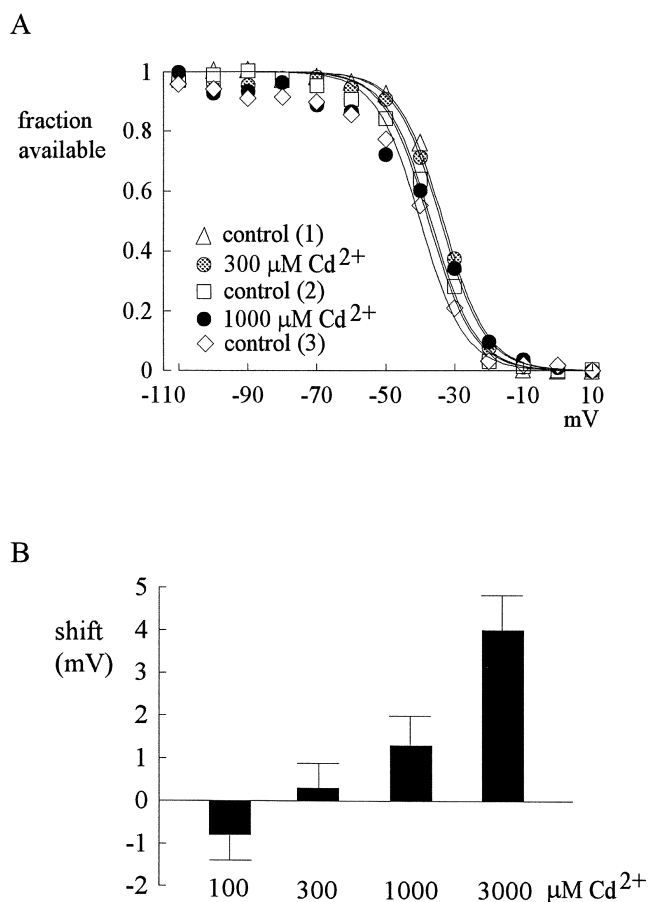 A
fraction
available
1
0.8
0.6
0.4
0.2
0
control (1)
300 μM Cd2+
control (2)
1000 μM Cd2+
control (3)
-110 -90 -70 -50 -30 -10 10
mV
B
shift
(mV)
5
4
3
2
1
0
-1
-2
100 300 1000 3000 μM Cd2+